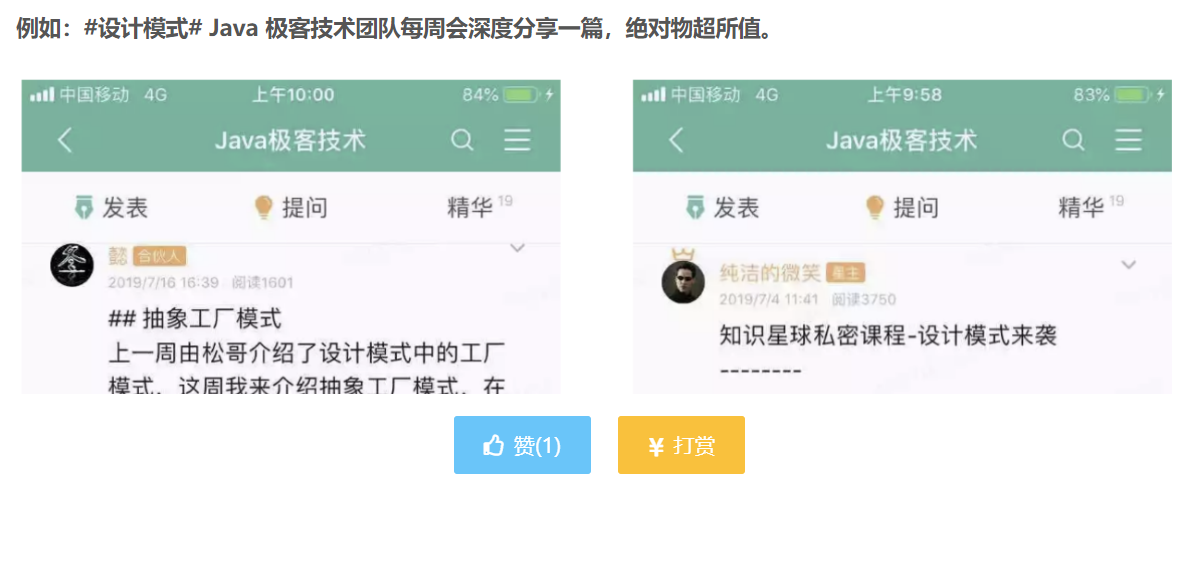 例如：#设计模式# Java 极客技术团队每周会深度分享一篇，绝对物超所值。
中国移动 4G 上午10:00 84%
Java极客技术
发表 提问 精华 19
懿 合伙人
2019/7/16 16:39 阅读1601
## 抽象工厂模式
上一周由松哥介绍了设计模式中的工厂
模式，这周我来介绍抽象工厂模式，在
中国移动 4G 上午9:58 83%
Java极客技术
发表 提问 精华 19
纯洁的微笑 星主
2019/7/4 11:41 阅读3750
知识星球私密课程-设计模式来袭
--------
赞(1) ¥ 打赏